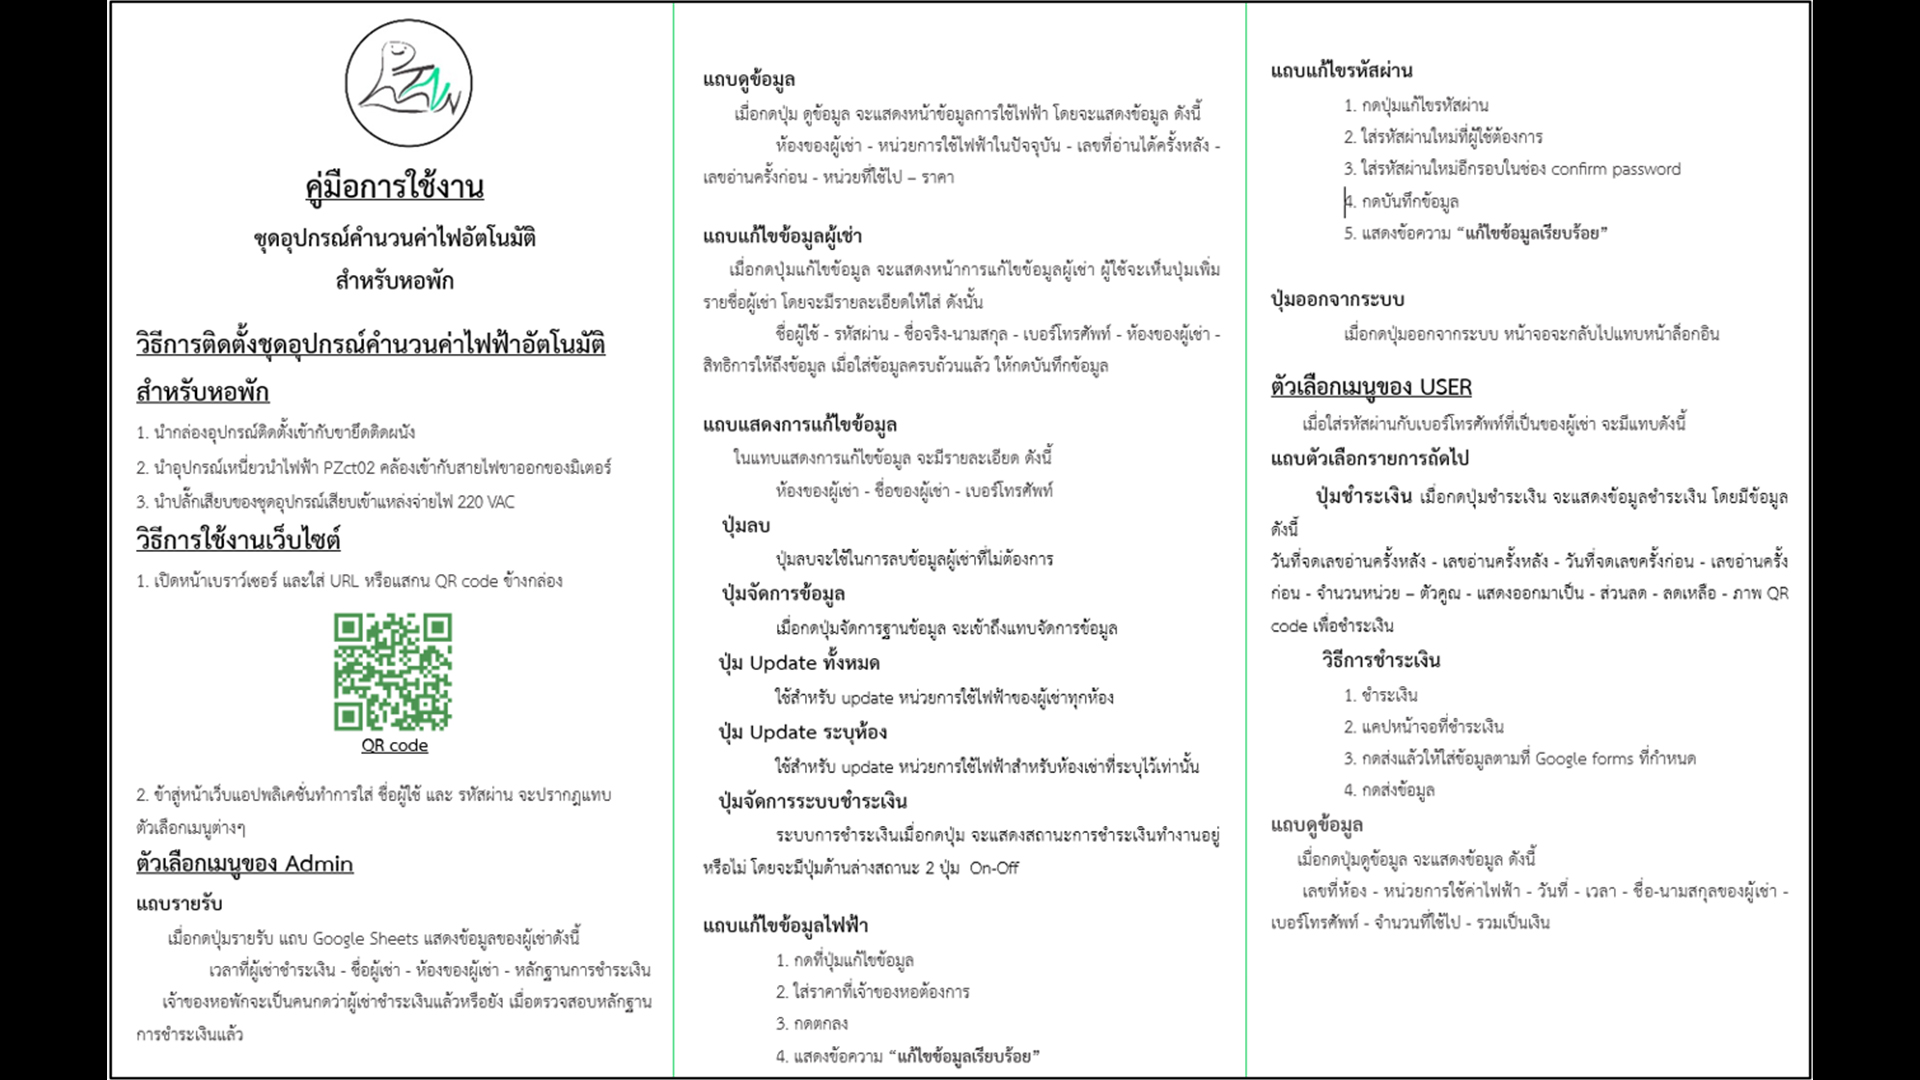 คู่มือการใช้งาน
ชุดอุปกรณ์คำนวนค่าไฟอัตโนมัติ
สำหรับหอพัก
วิธีการติดตั้งชุดอุปกรณ์คำนวนค่าไฟฟ้าอัตโนมัติ
สำหรับหอพัก
1. นำกล่องอุปกรณ์ติดตั้งเข้ากับขายึดติดผนัง
2. นำอุปกรณ์เหนี่ยวนำไฟฟ้า PZct02 คล้องเข้ากับสายไฟขาออกของมิเตอร์
3. นำปลั๊กเสียบของชุดอุปกรณ์เสียบเข้าแหล่งจ่ายไฟ 220 VAC
วิธีการใช้งานเว็บไซต์
1. เปิดหน้าเบราว์เซอร์ และใส่ URL หรือแสกน QR code ข้างกล่อง
QR code
2. ข้าสู่หน้าเว็บแอปพลิเคชั่นทำการใส่ ชื่อผู้ใช้ และ รหัสผ่าน จะปรากฎแทบ
ตัวเลือกเมนูต่างๆ
ตัวเลือกเมนูของ Admin
แถบรายรับ
เมื่อกดปุ่มรายรับ แถบ Google Sheets แสดงข้อมูลของผู้เช่าดังนี้
เวลาที่ผู้เช่าชำระเงิน - ชื่อผู้เช่า - ห้องของผู้เช่า - หลักฐานการชำระเงิน
เจ้าของหอพักจะเป็นคนกดว่าผู้เช่าชำระเงินแล้วหรือยัง เมื่อตรวจสอบหลักฐาน
การชำระเงินแล้ว
แถบดูข้อมูล
เมื่อกดปุ่ม ดูข้อมูล จะแสดงหน้าข้อมูลการใช้ไฟฟ้า โดยจะแสดงข้อมูล ดังนี้
ห้องของผู้เช่า - หน่วยการใช้ไฟฟ้าในปัจจุบัน - เลขที่อ่านได้ครั้งหลัง -
เลขอ่านครั้งก่อน - หน่วยที่ใช้ไป – ราคา
แถบแก้ไขข้อมูลผู้เช่า
เมื่อกดปุ่มแก้ไขข้อมูล จะแสดงหน้าการแก้ไขข้อมูลผู้เช่า ผู้ใช้จะเห็นปุ่มเพิ่ม
รายชื่อผู้เช่า โดยจะมีรายละเอียดให้ใส่ ดังนั้น
ชื่อผู้ใช้ - รหัสผ่าน - ชื่อจริง-นามสกุล - เบอร์โทรศัพท์ - ห้องของผู้เช่า -
สิทธิการให้ถึงข้อมูล เมื่อใส่ข้อมูลครบถ้วนแล้ว ให้กดบันทึกข้อมูล
แถบแสดงการแก้ไขข้อมูล
ในแทบแสดงการแก้ไขข้อมูล จะมีรายละเอียด ดังนี้
ห้องของผู้เช่า - ชื่อของผู้เช่า - เบอร์โทรศัพท์
ปุ่มลบ
ปุ่มลบจะใช้ในการลบข้อมูลผู้เช่าที่ไม่ต้องการ
ปุ่มจัดการข้อมูล
เมื่อกดปุ่มจัดการฐานข้อมูล จะเข้าถึงแทบจัดการข้อมูล
ปุ่ม Update ทั้งหมด
ใช้สำหรับ update หน่วยการใช้ไฟฟ้าของผู้เช่าทุกห้อง
ปุ่ม Update ระบุห้อง
ใช้สำหรับ update หน่วยการใช้ไฟฟ้าสำหรับห้องเช่าที่ระบุไว้เท่านั้น
ปุ่มจัดการระบบชำระเงิน
ระบบการชำระเงินเมื่อกดปุ่ม จะแสดงสถานะการชำระเงินทำงานอยู่
หรือไม่ โดยจะมีปุ่มด้านล่างสถานะ 2 ปุ่ม On-Off
แถบแก้ไขข้อมูลไฟฟ้า
1. กดที่ปุ่มแก้ไขข้อมูล
2. ใส่ราคาที่เจ้าของหอต้องการ
3. กดตกลง
4. แสดงข้อความ “แก้ไขข้อมูลเรียบร้อย”
แถบแก้ไขรหัสผ่าน
1. กดปุ่มแก้ไขรหัสผ่าน
2. ใส่รหัสผ่านใหม่ที่ผู้ใช้ต้องการ
3. ใส่รหัสผ่านใหม่อีกรอบในช่อง confirm password
4. กดบันทึกข้อมูล
5. แสดงข้อความ “แก้ไขข้อมูลเรียบร้อย”
ปุ่มออกจากระบบ
เมื่อกดปุ่มออกจากระบบ หน้าจอจะกลับไปแทบหน้าล็อกอิน
ตัวเลือกเมนูของ USER
เมื่อใส่รหัสผ่านกับเบอร์โทรศัพท์ที่เป็นของผู้เช่า จะมีแทบดังนี้
แถบตัวเลือกรายการถัดไป
ปุ่มชำระเงิน เมื่อกดปุ่มชำระเงิน จะแสดงข้อมูลชำระเงิน โดยมีข้อมูล
ดังนี้
วันที่จดเลขอ่านครั้งหลัง - เลขอ่านครั้งหลัง - วันที่จดเลขครั้งก่อน - เลขอ่านครั้ง
ก่อน - จำนวนหน่วย – ตัวคูณ - แสดงออกมาเป็น - ส่วนลด - ลดเหลือ - ภาพ QR
code เพื่อชำระเงิน
วิธีการชำระเงิน
1. ชำระเงิน
2. แคปหน้าจอที่ชำระเงิน
3. กดส่งแล้วให้ใส่ข้อมูลตามที่ Google forms ที่กำหนด
4. กดส่งข้อมูล
แถบดูข้อมูล
เมื่อกดปุ่มดูข้อมูล จะแสดงข้อมูล ดังนี้
เลขที่ห้อง - หน่วยการใช้ค่าไฟฟ้า - วันที่ - เวลา - ชื่อ-นามสกุลของผู้เช่า -
เบอร์โทรศัพท์ - จำนวนที่ใช้ไป - รวมเป็นเงิน